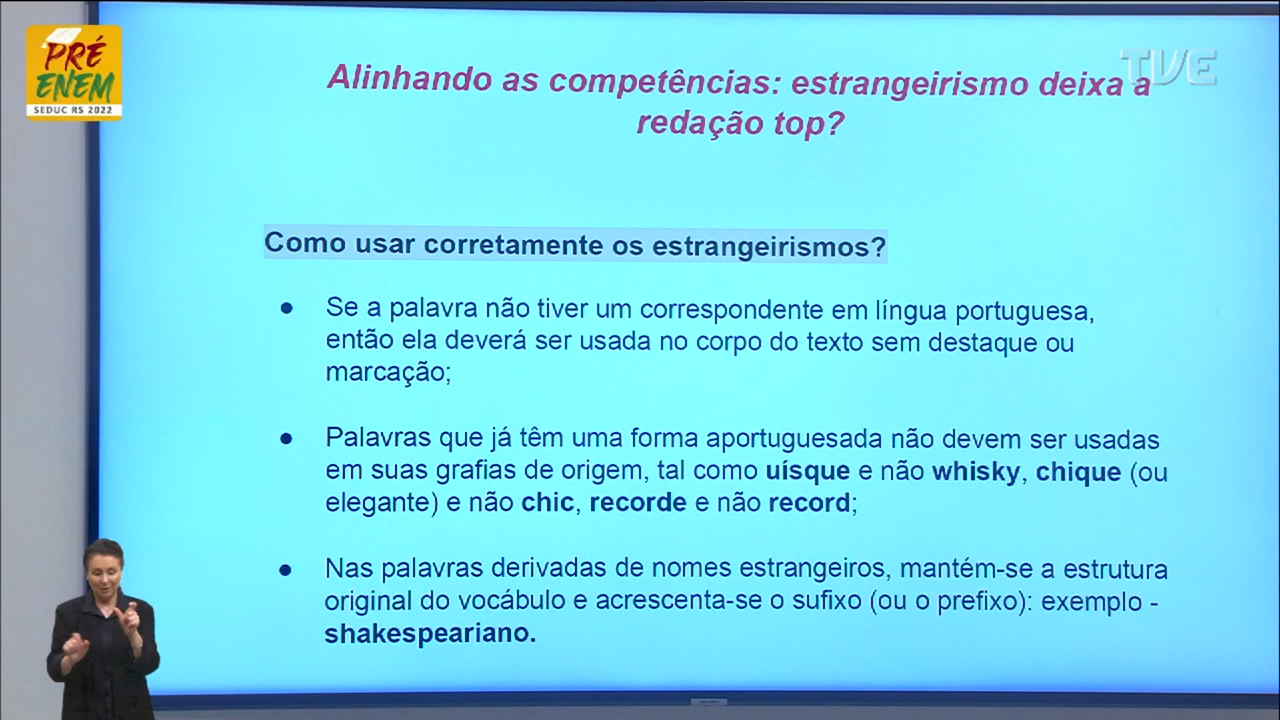 PRÉ
ENEM
SEDUC RS 2022
TVE
Alinhando as competências: estrangeirismo deixa a
redação top?
Como usar corretamente os estrangeirismos?
● Se a palavra não tiver um correspondente em língua portuguesa,
então ela deverá ser usada no corpo do texto sem destaque ou
marcação;
● Palavras que já têm uma forma aportuguesada não devem ser usadas
em suas grafias de origem, tal como uísque e não whisky, chique (ou
elegante) e não chic, recorde e não record;
● Nas palavras derivadas de nomes estrangeiros, mantém-se a estrutura
original do vocábulo e acrescenta-se o sufixo (ou o prefixo): exemplo -
shakespeariano.